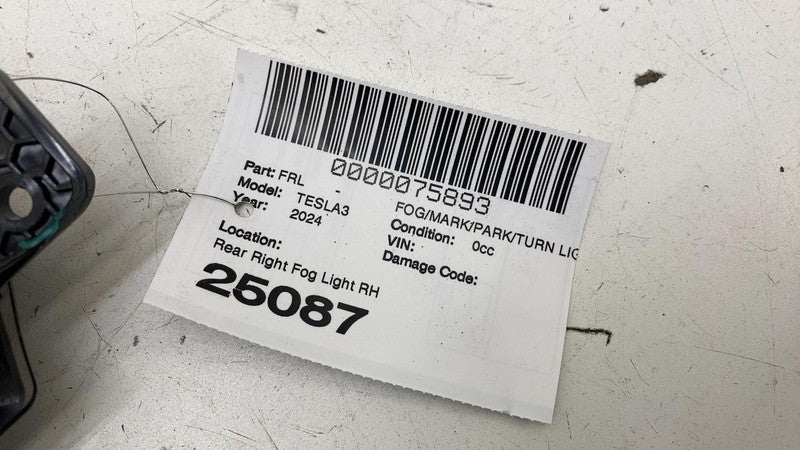 0000075893
Part: FRL - FOG/MARK/PARK/TURN LIG
Model: TESLA3 Condition: 0cc
Year: 2024 VIN:
Damage Code:
Location:
Rear Right Fog Light RH
25087